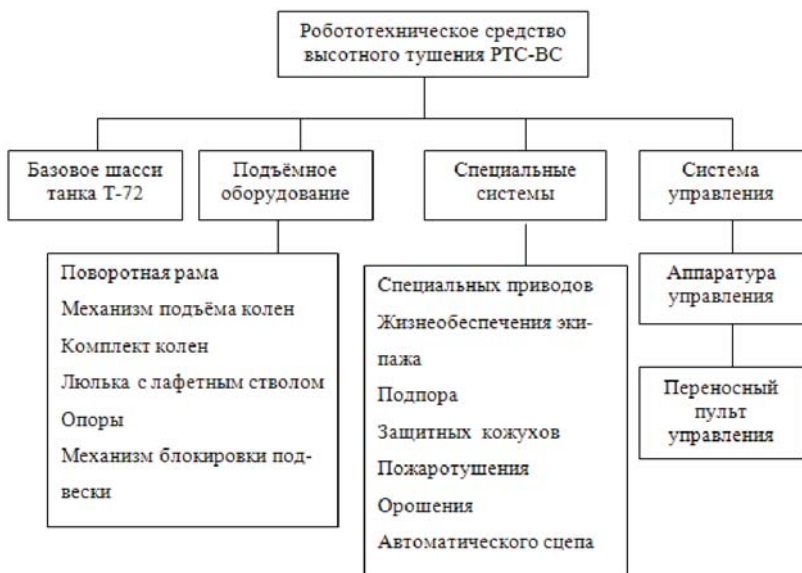 Робототехническое средство
высотного тушения РТС-ВС
Базовое шасси
танка Т-72
Подъёмное
оборудование
Специальные
системы
Система
управления
Поворотная рама
Механизм подъёма колен
Комплект колен
Люлька с лафетным стволом
Опоры
Механизм блокировки под-
вески
Специальных приводов
Жизнеобеспечения эки-
пажа
Подпора
Защитных кожухов
Пожаротушения
Орошения
Автоматического сцепа
Аппаратура
управления
Переносный
пульт
управления